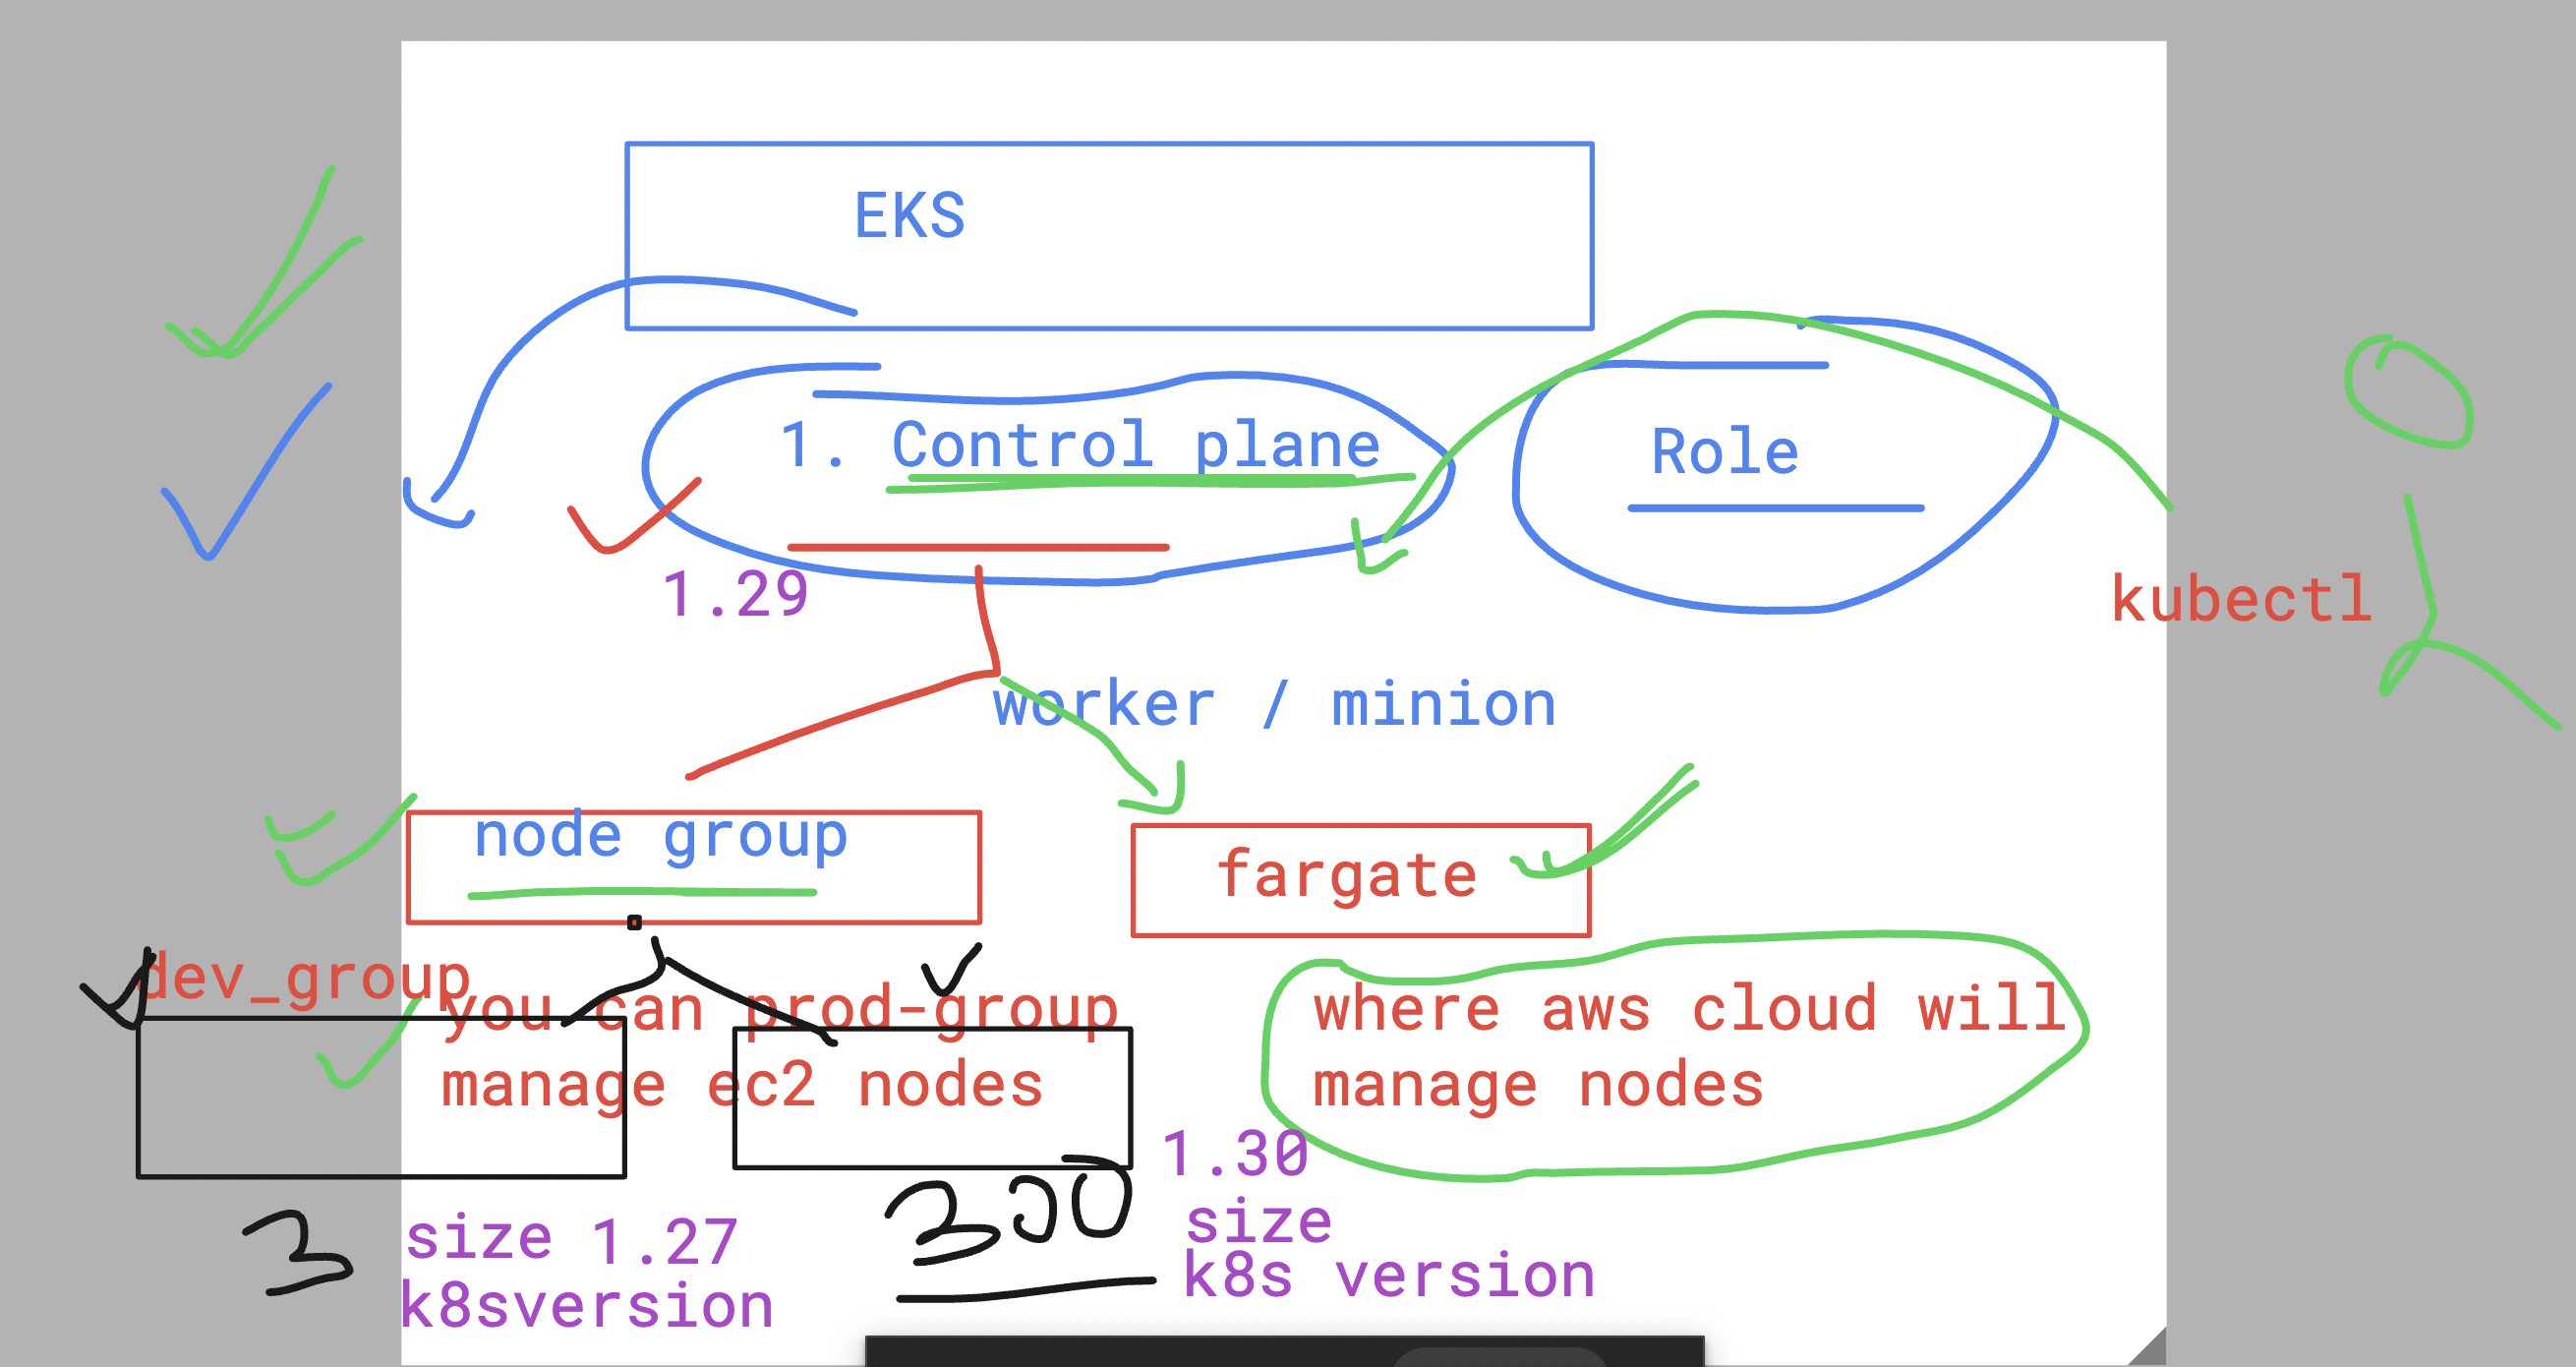 EKS
1. Control plane
Role
1.29
kubectl
worker / minion
node group
fargate
dev_group
you can
prod-group
manage ec2 nodes
where aws cloud will
manage nodes
1.30
3
size 1.27
k8sversion
300
size
k8s version